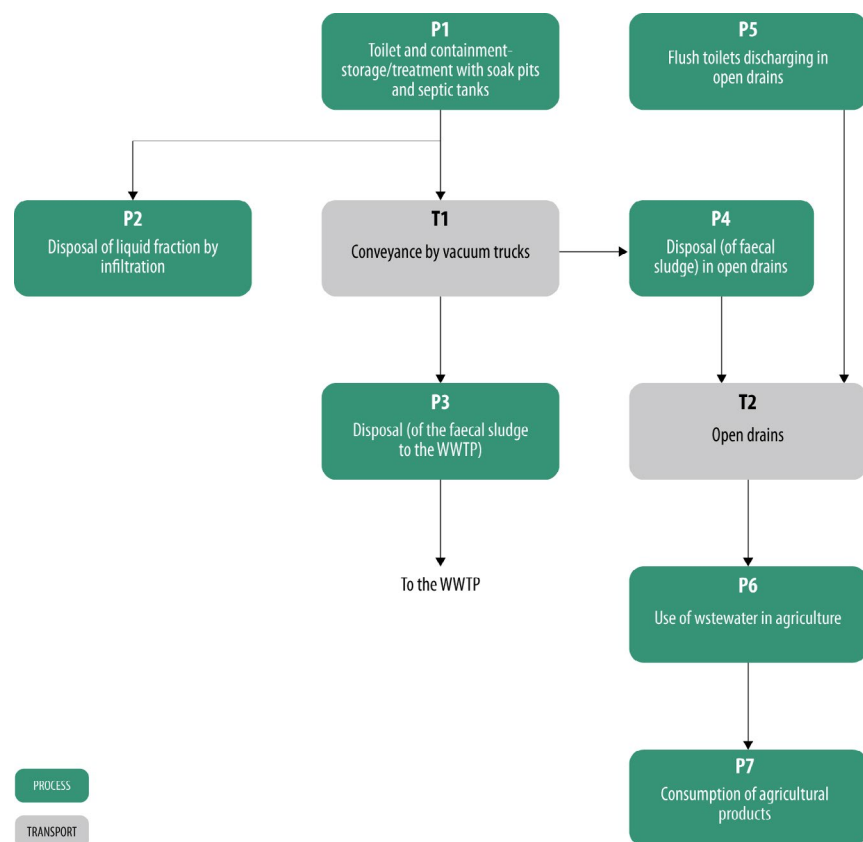 P1
Toilet and containment-
storage/treatment with soak pits
and septic tanks
P5
Flush toilets discharging in
open drains
P2
Disposal of liquid fraction by
infiltration
T1
Conveyance by vacuum trucks
P4
Disposal (of faecal
sludge) in open drains
P3
Disposal (of the faecal sludge
to the WWTP)
T2
Open drains
To the WWTP
P6
Use of wstewater in agriculture
P7
Consumption of agricultural
products
PROCESS
TRANSPORT